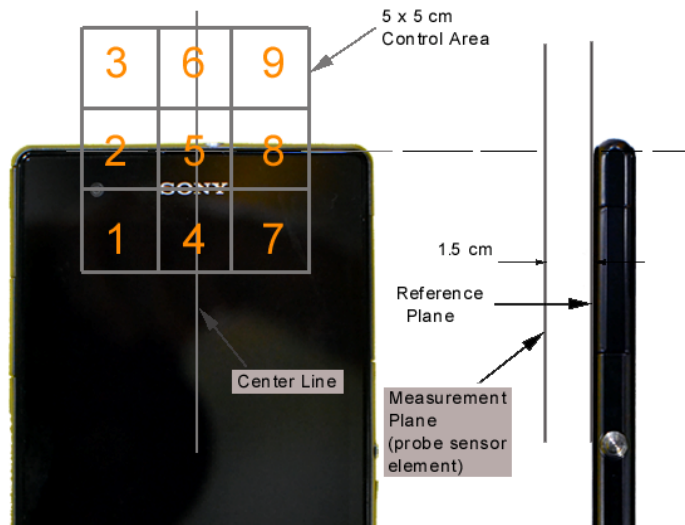 5 x 5 cm
Control Area
3 6 9
2 5 8
SONY
1 4 7
1.5 cm
Reference
Plane
Center Line
Measurement
Plane
(probe sensor
element)